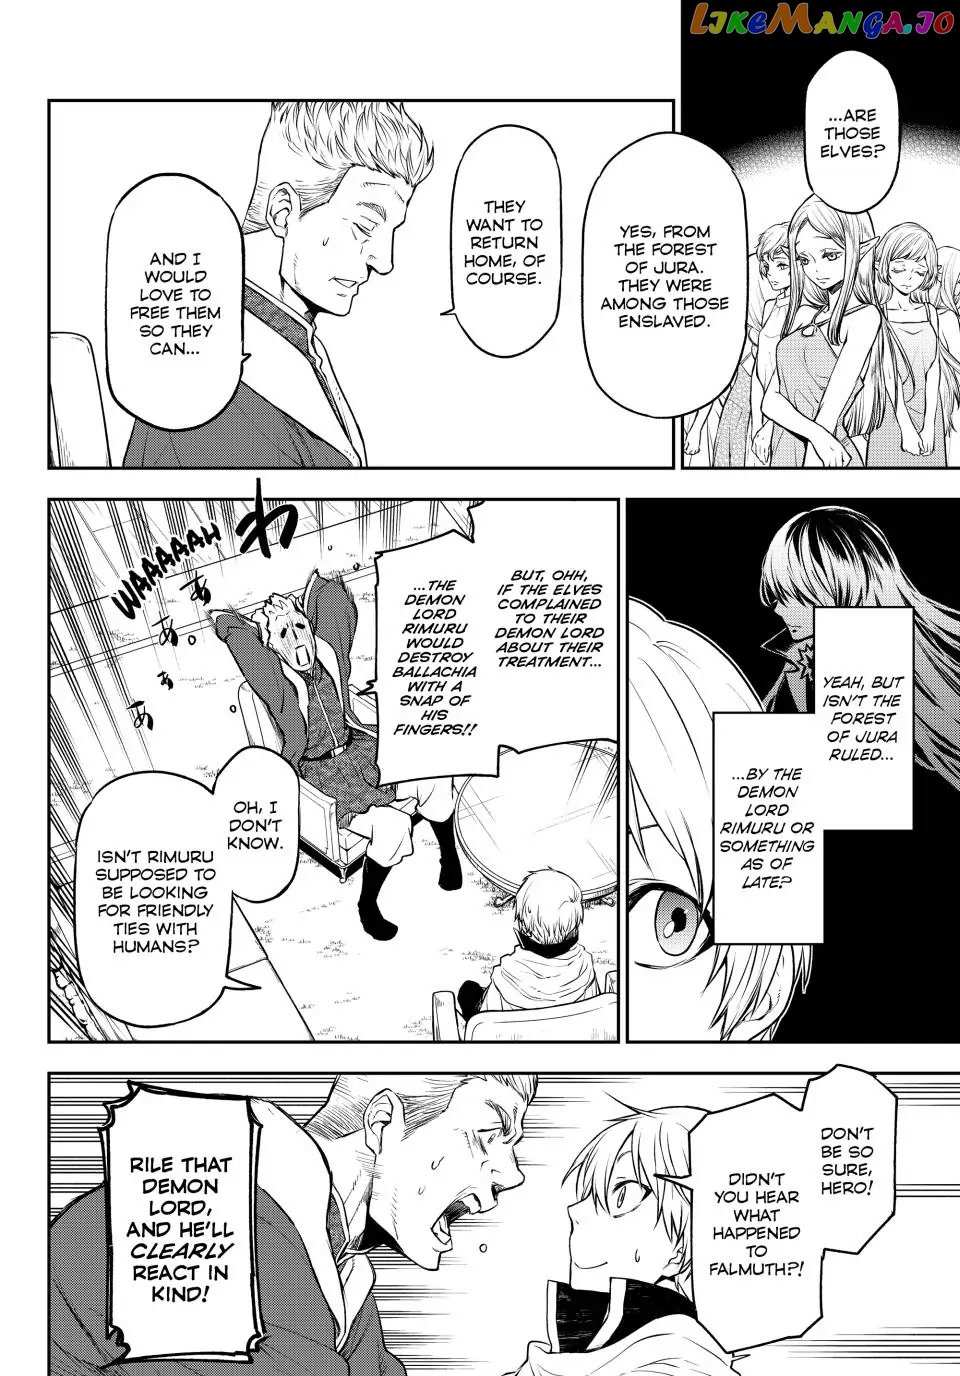 LIKEMANGA.IO
...ARE
THOSE
ELVES?
YES, FROM
THE FOREST
OF JURA.
THEY WERE
AMONG THOSE
ENSLAVED.
THEY
WANT TO
RETURN
HOME, OF
COURSE.
AND I
WOULD
LOVE TO
FREE THEM
SO THEY
CAN...
YEAH, BUT
ISN'T THE
FOREST
OF JURA
RULED...
...BY THE
DEMON
LORD
RIMURU OR
SOMETHING
AS OF
LATE?
BUT, OHH,
IF THE ELVES
COMPLAINED
TO THEIR
DEMON LORD
ABOUT THEIR
TREATMENT...
...THE
DEMON
LORD
RIMURU
WOULD
DESTROY
BALLACHIA
WITH A
SNAP OF
HIS
FINGERS!!
わ
ぁ
ぁ
ぁ
WAAAAAAH
OH, I
DON'T
KNOW.
ISN'T RIMURU
SUPPOSED TO
BE LOOKING
FOR FRIENDLY
TIES WITH
HUMANS?
DON'T
BE SO
SURE,
HERO!
DIDN'T
YOU HEAR
WHAT
HAPPENED
TO
FALMUTH?!
RILE THAT
DEMON
LORD,
AND HE'LL
CLEARLY
REACT IN
KIND!